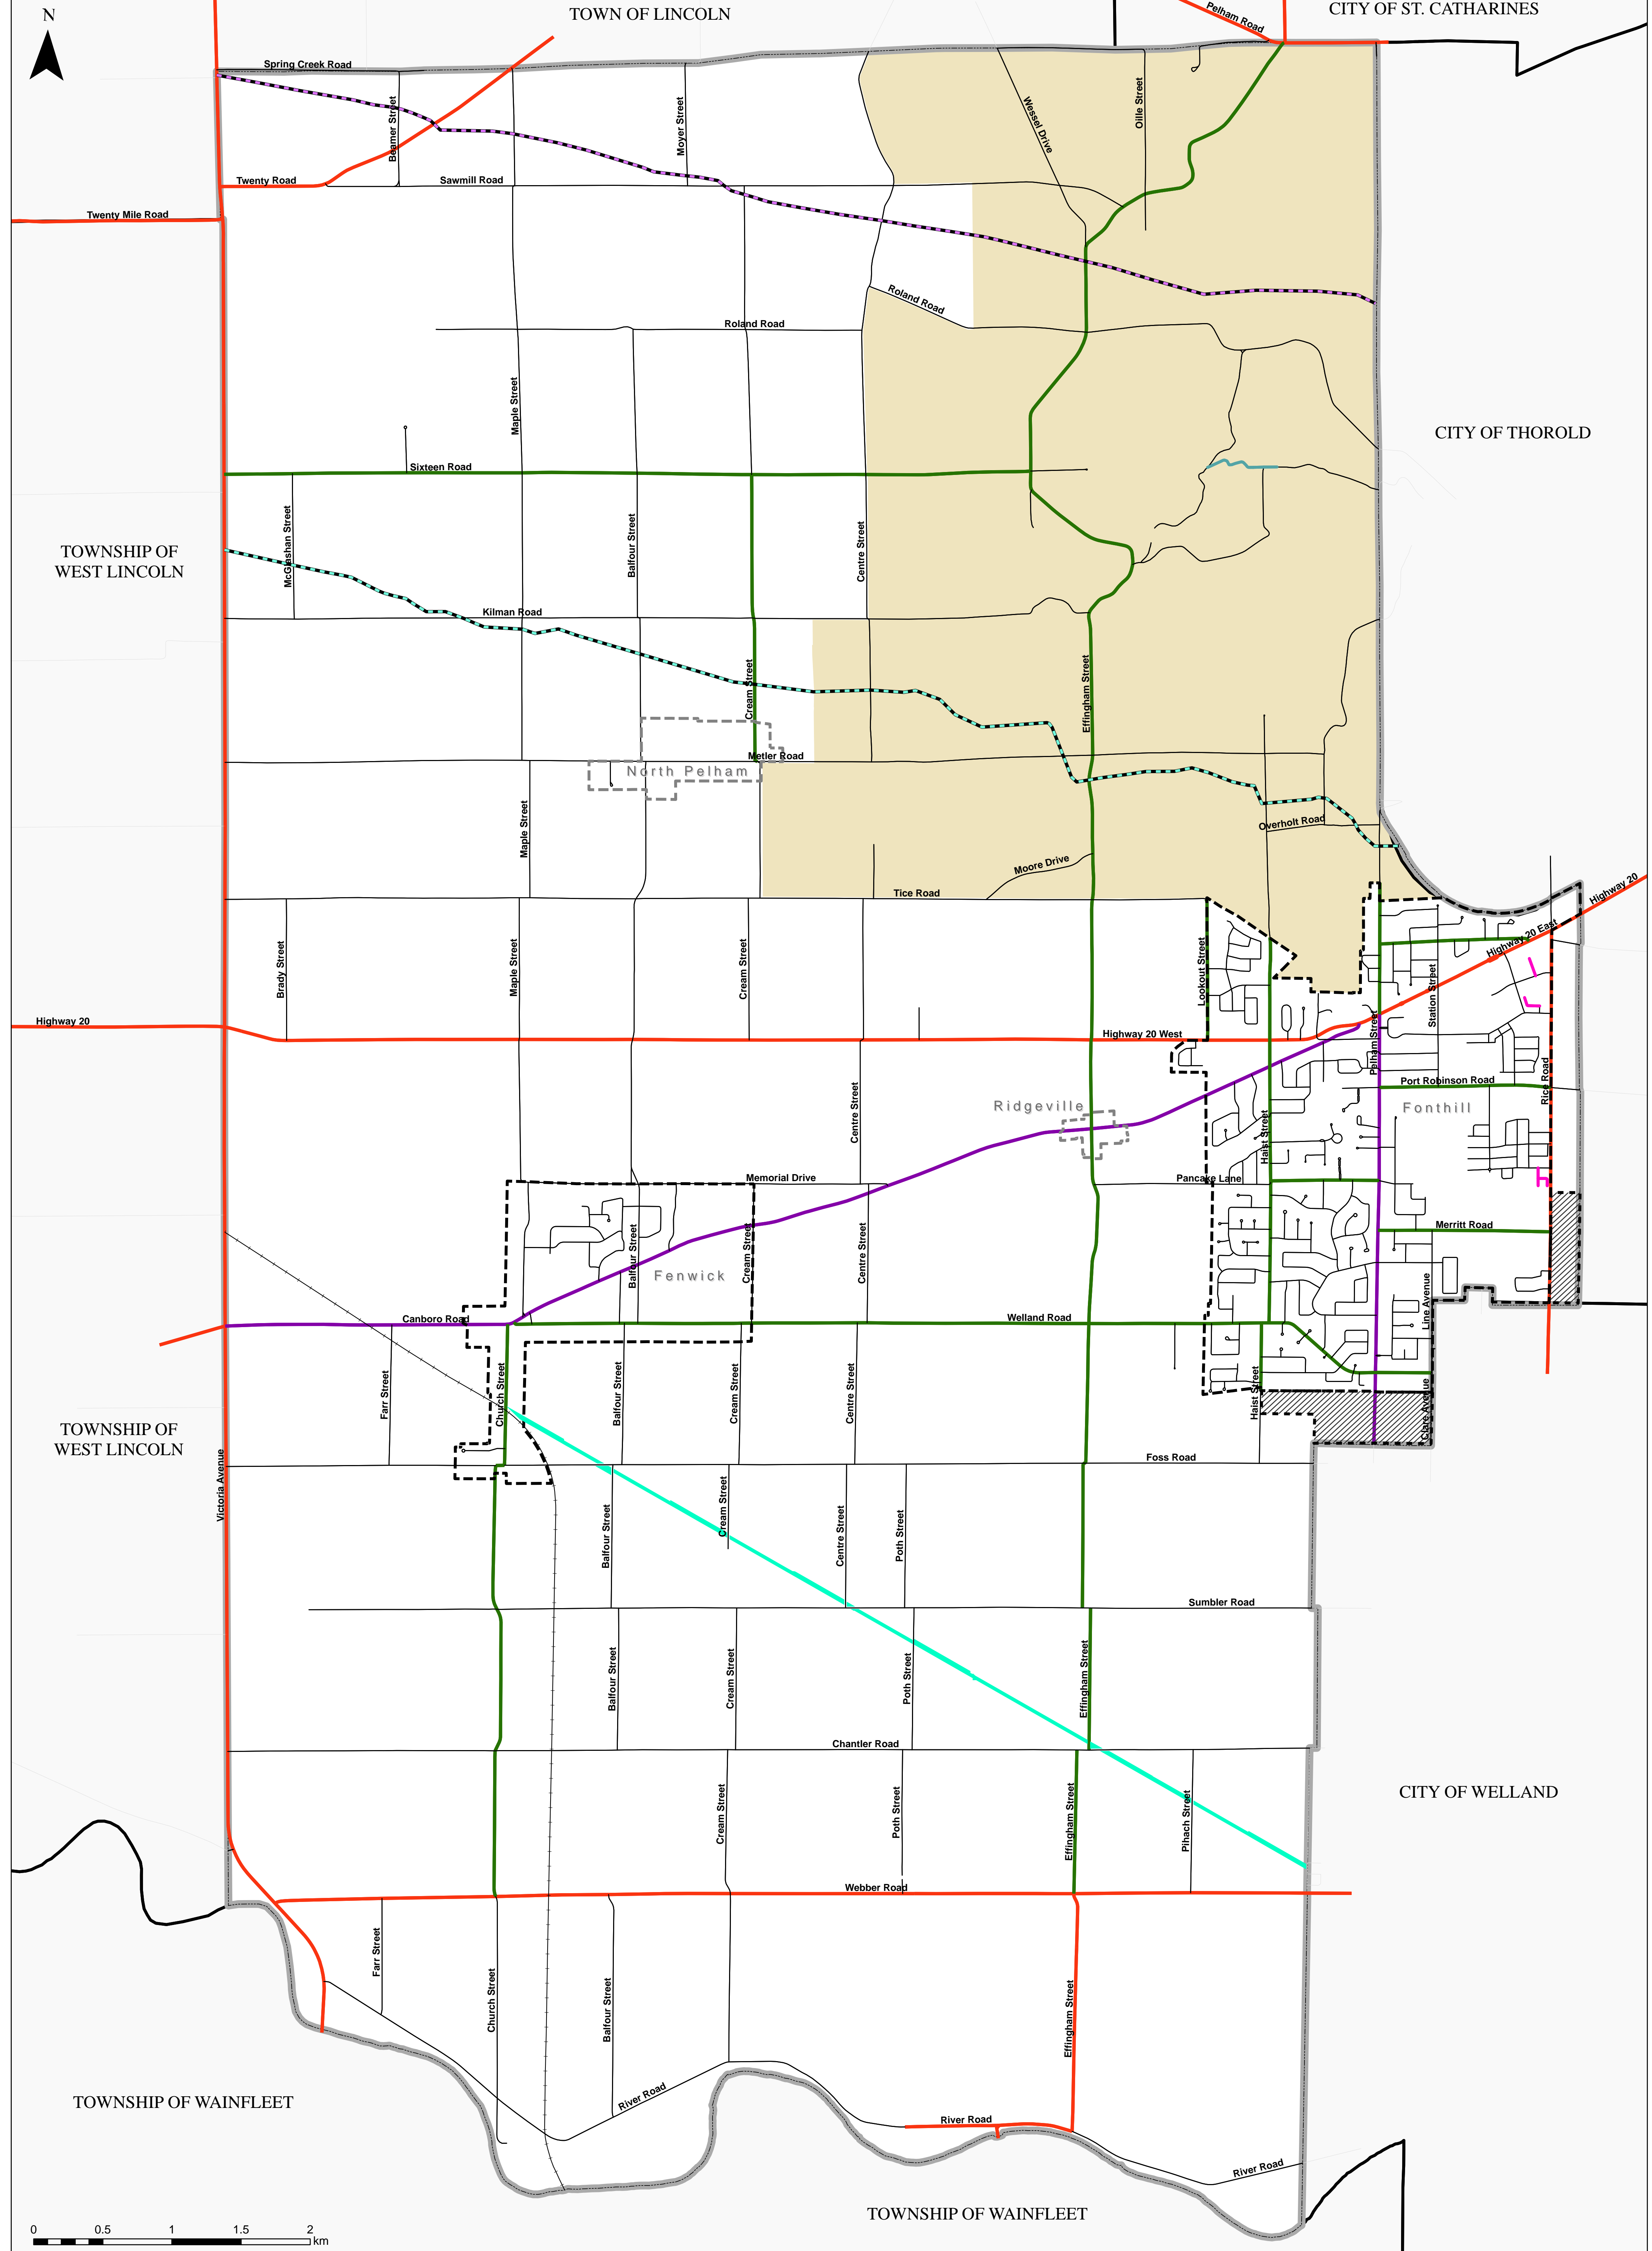 N
TOWN OF LINCOLN
CITY OF ST. CATHARINES
Pelham Road
Spring Creek Road
Beamer Street
Moyer Street
Wessel Drive
Oille Street
Twenty Road
Sawmill Road
Twenty Mile Road
Roland Road
Roland Road
Maple Street
CITY OF THOROLD
Sixteen Road
McGlashan Street
Balfour Street
Centre Street
TOWNSHIP OF
WEST LINCOLN
Kilman Road
Cream Street
Effingham Street
Metler Road
North Pelham
Maple Street
Overholt Road
Moore Drive
Tice Road
Highway 20
Highway 20 East
Brady Street
Maple Street
Cream Street
Lookout Street
Station Street
Highway 20
Highway 20 West
Pelham Street
Rice Road
Port Robinson Road
Centre Street
Ridgeville
Fonthill
Haist Street
Memorial Drive
Pancake Lane
Balfour Street
Cream Street
Centre Street
Merritt Road
Fenwick
Line Avenue
Canboro Road
Welland Road
Farr Street
Church Street
Balfour Street
Cream Street
Centre Street
Haist Street
Clare Avenue
TOWNSHIP OF
WEST LINCOLN
Victoria Avenue
Foss Road
Balfour Street
Cream Street
Centre Street
Poth Street
Sumbler Road
Balfour Street
Cream Street
Poth Street
Effingham Street
Chantler Road
CITY OF WELLAND
Cream Street
Poth Street
Effingham Street
Pihach Street
Webber Road
Farr Street
Church Street
Balfour Street
Effingham Street
TOWNSHIP OF WAINFLEET
River Road
River Road
River Road
TOWNSHIP OF WAINFLEET
0 0.5 1 1.5 2
km